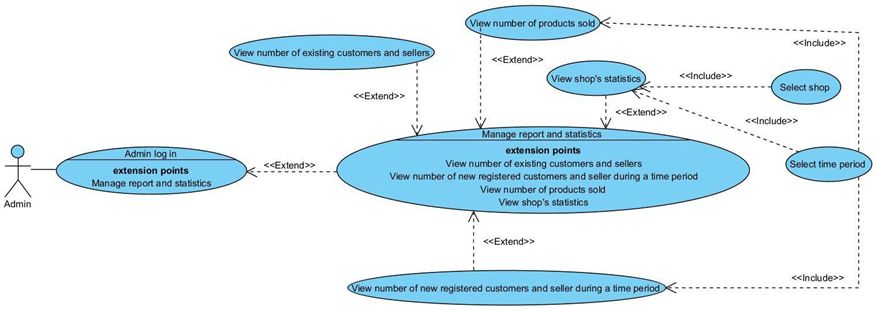 View number of products sold
<<Include>>
View number of existing customers and sellers
<<Extend>>
View shop's statistics
<<Include>>
Select shop
<<Extend>>
<<Extend>>
<<Include>>
Manage report and statistics
extension points
View number of existing customers and sellers
View number of new registered customers and seller during a time period
View number of products sold
View shop's statistics
Admin log in
extension points
Manage report and statistics
<<Extend>>
Select time period
Admin
<<Extend>>
<<Include>>
View number of new registered customers and seller during a time period